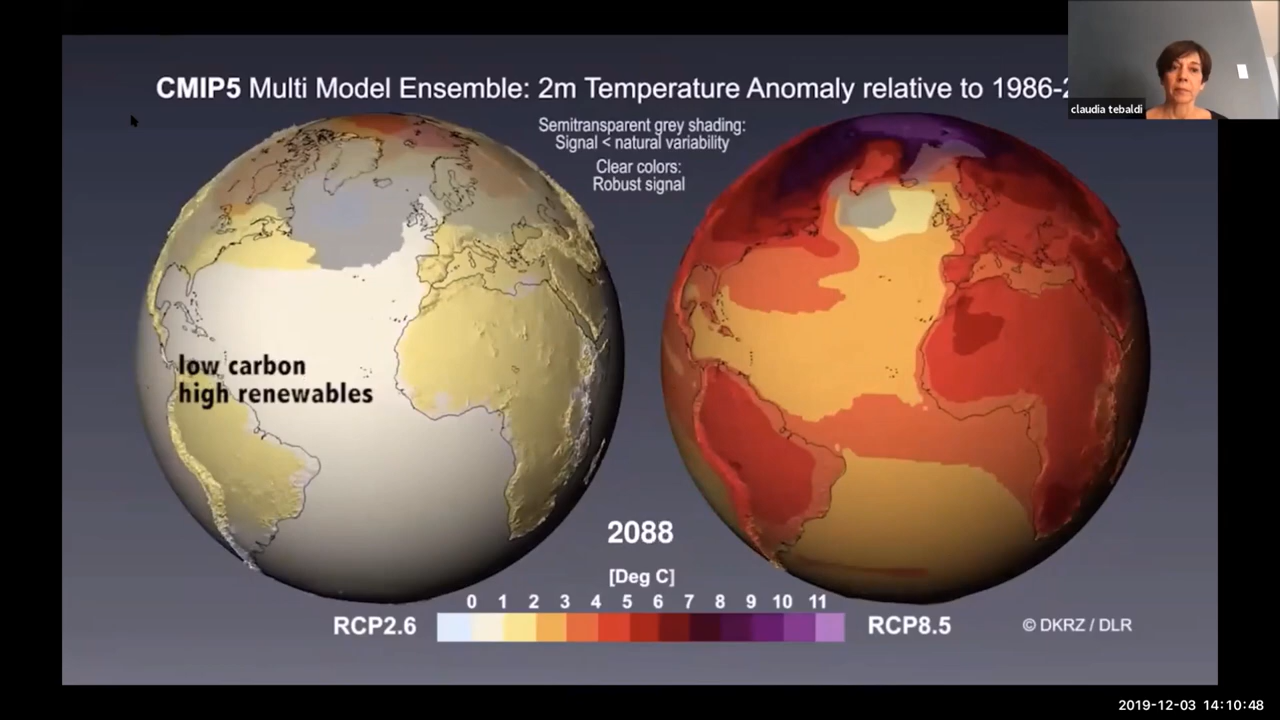 CMIP5 Multi Model Ensemble: 2m Temperature Anomaly relative to 1986-2
claudia tebaldi
Semitransparent grey shading:
Signal < natural variability
Clear colors:
Robust signal
low carbon
high renewables
2088
[Deg C]
0 1 2 3 4 5 6 7 8 9 10 11
RCP2.6
RCP8.5
© DKRZ / DLR
2019-12-03 14:10:48